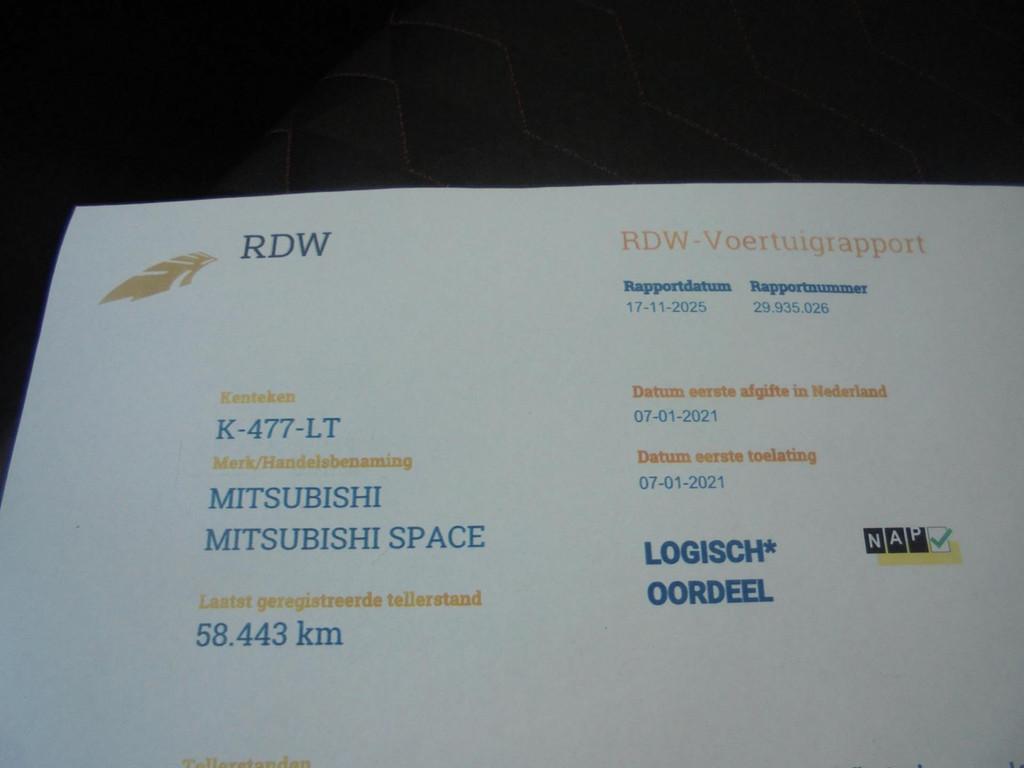 RDW
RDW-Voertuigrapport
Rapportdatum Rapportnummer
17-11-2025 29.935.026
Kenteken
K-477-LT
Merk/Handelsbenaming
MITSUBISHI
MITSUBISHI SPACE
Laatst geregistreerde tellerstand
58.443 km
Datum eerste afgifte in Nederland
07-01-2021
Datum eerste toelating
07-01-2021
LOGISCH*
OORDEEL
NAP
Tellerstanden